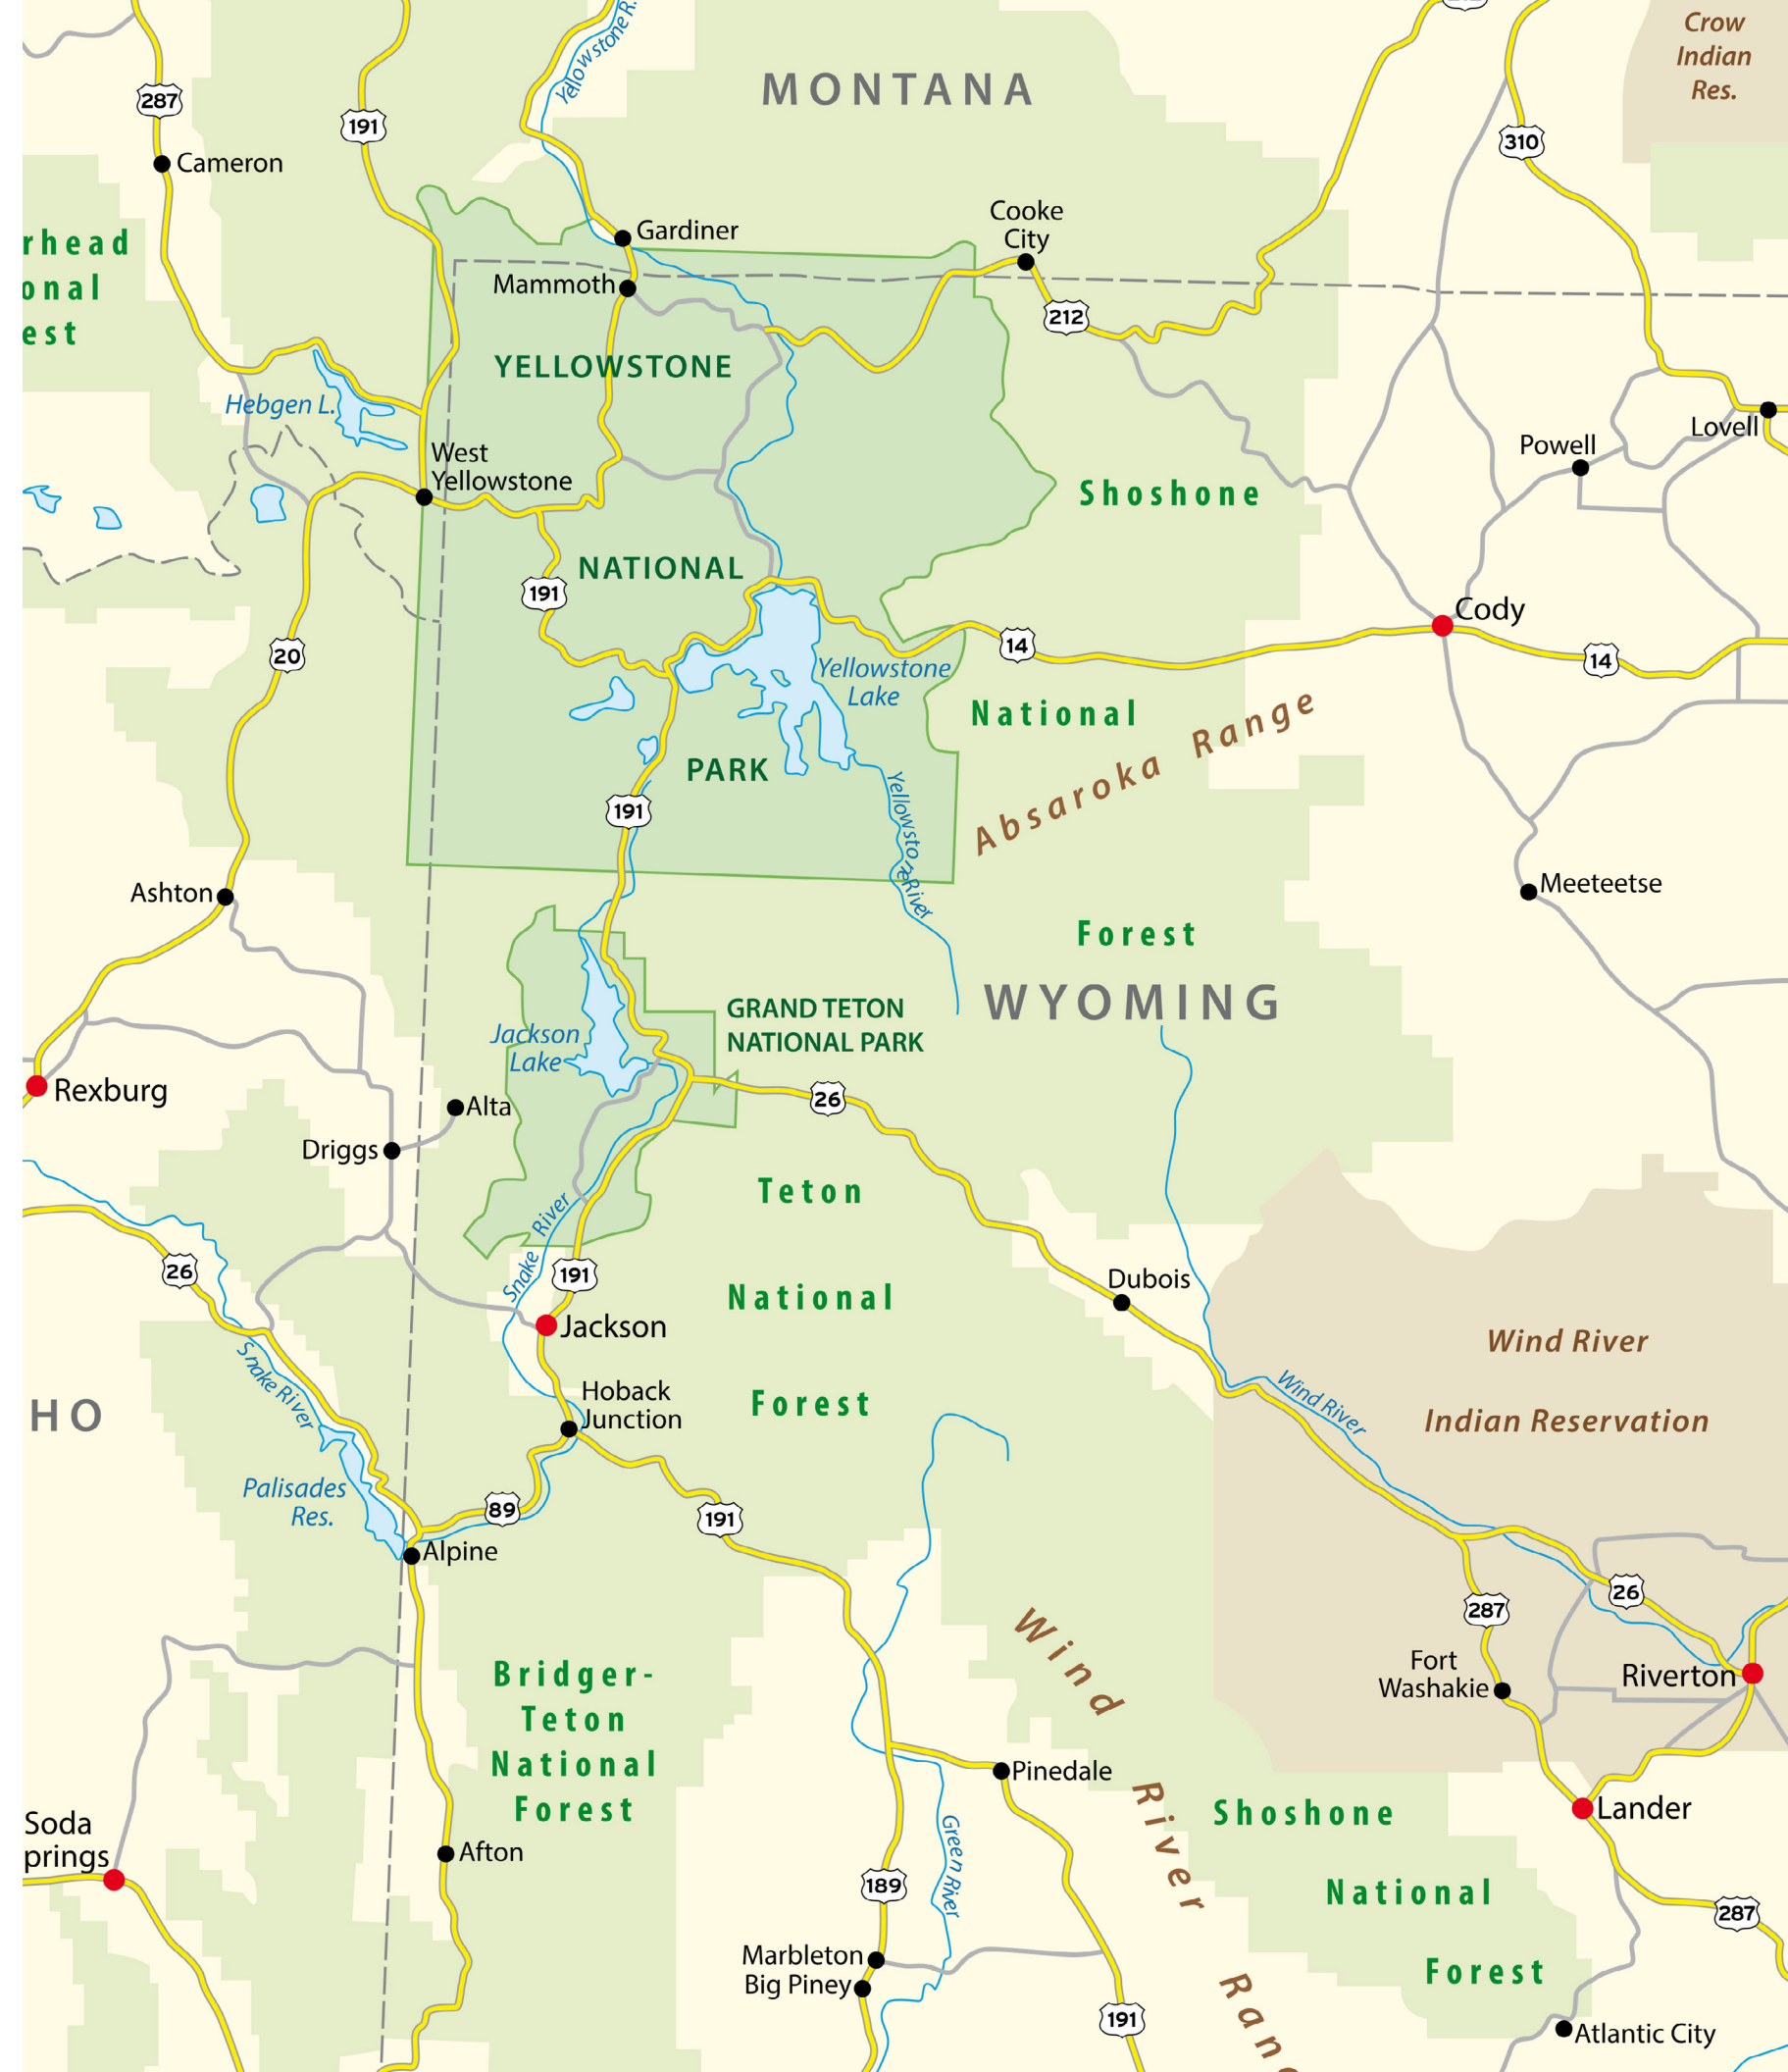 Yellowstone R.
Crow
Indian
Res.
MONTANA
287
191
310
Cameron
Cooke
City
Gardiner
rhead
onal
est
Mammoth
212
YELLOWSTONE
Hebgen L.
Lovell
Powell
West
Yellowstone
Shoshone
NATIONAL
191
Cody
20
14
14
Yellowstone
Lake
National
Absaroka Range
PARK
191
Yellowstone River
Ashton
Meeteetse
Forest
WYOMING
GRAND TETON
NATIONAL PARK
Jackson
Lake
Rexburg
26
Alta
Driggs
Teton
Snake River
26
191
Dubois
National
Jackson
Wind River
Indian Reservation
Snake River
Hoback
Junction
Forest
Wind River
HO
Palisades
Res.
89
191
Alpine
26
287
Wind River Rang
Fort
Washakie
Riverton
Bridger-
Teton
National
Forest
Pinedale
Shoshone
Lander
Soda
prings
Green River
Afton
189
National
287
Marbleton
Big Piney
Forest
191
Atlantic City